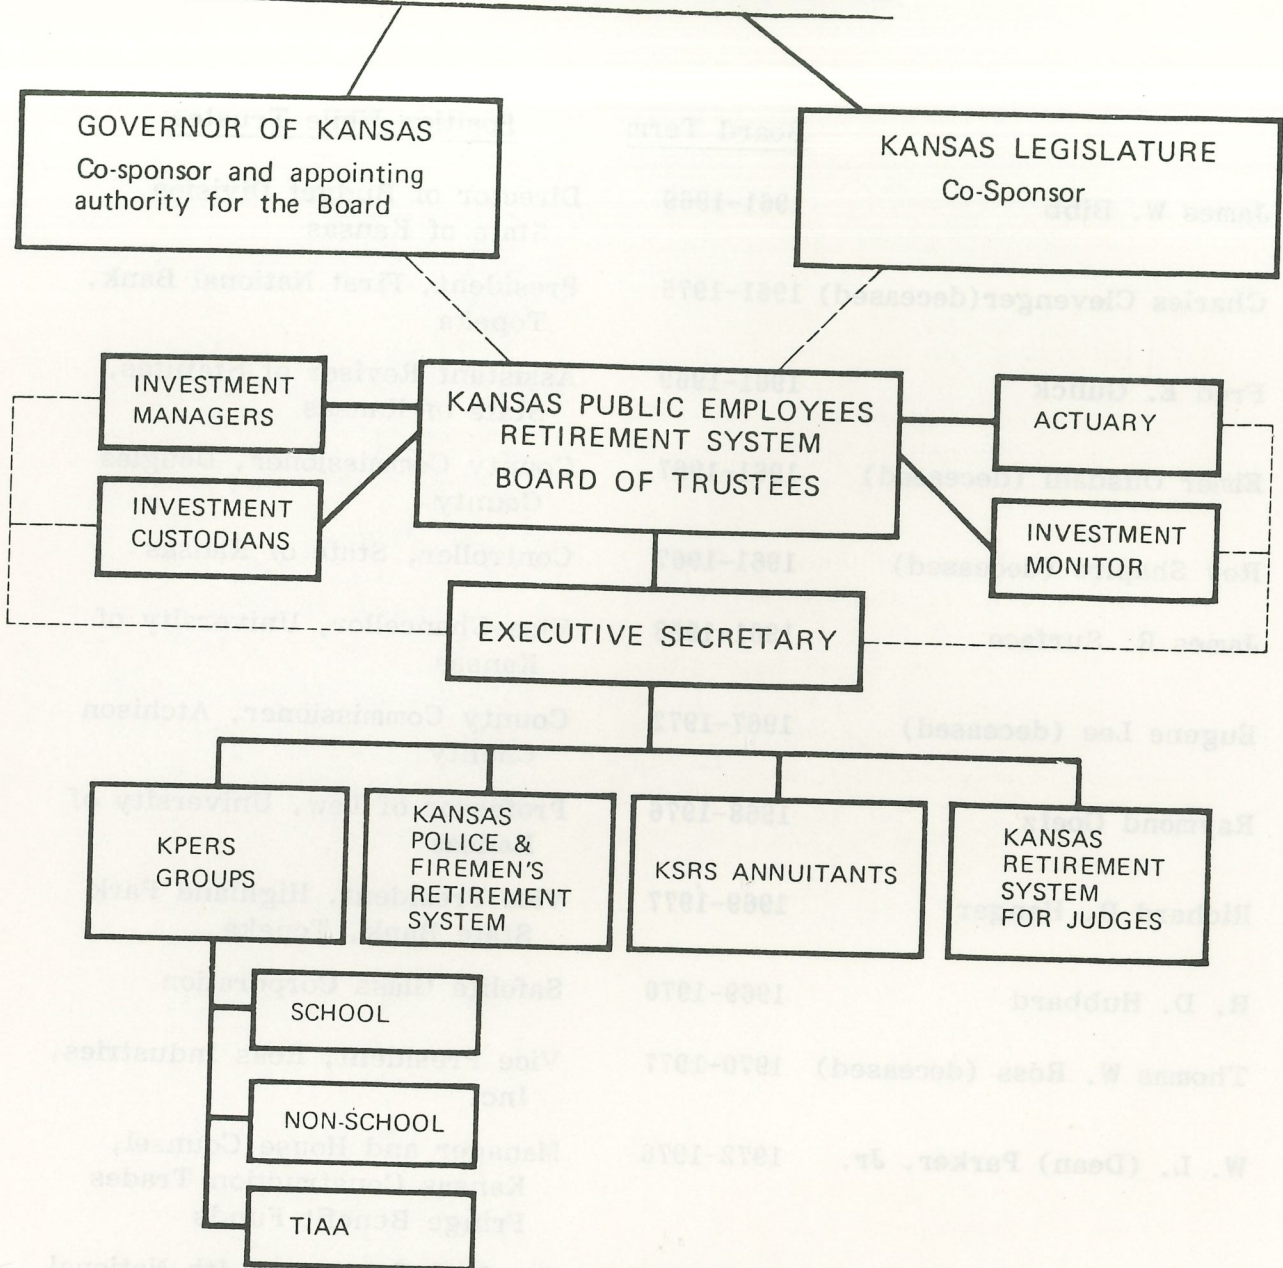 GOVERNOR OF KANSAS
Co-sponsor and appointing
authority for the Board
KANSAS LEGISLATURE
Co-Sponsor
INVESTMENT
MANAGERS
KANSAS PUBLIC EMPLOYEES
RETIREMENT SYSTEM
BOARD OF TRUSTEES
ACTUARY
INVESTMENT
CUSTODIANS
INVESTMENT
MONITOR
EXECUTIVE SECRETARY
KPERS
GROUPS
KANSAS
POLICE &
FIREMEN'S
RETIREMENT
SYSTEM
KSRS ANNUITANTS
KANSAS
RETIREMENT
SYSTEM
FOR JUDGES
SCHOOL
NON-SCHOOL
TIAA